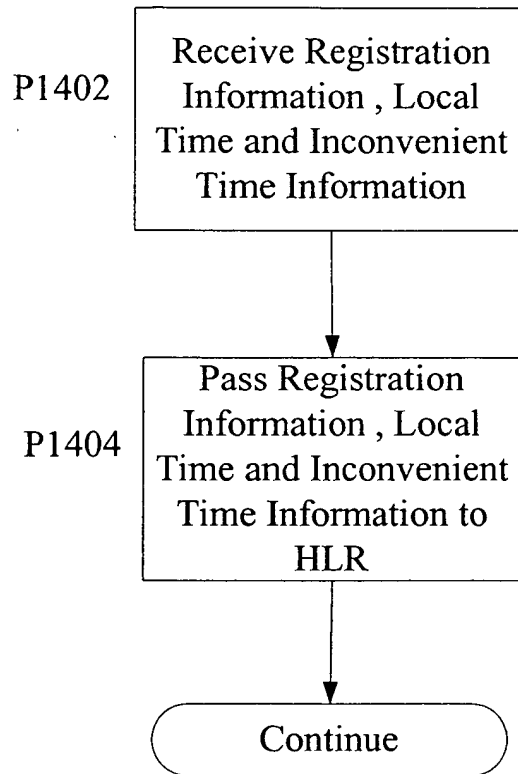 P1402
Receive Registration
Information , Local
Time and Inconvenient
Time Information
P1404
Pass Registration
Information , Local
Time and Inconvenient
Time Information to
HLR
Continue